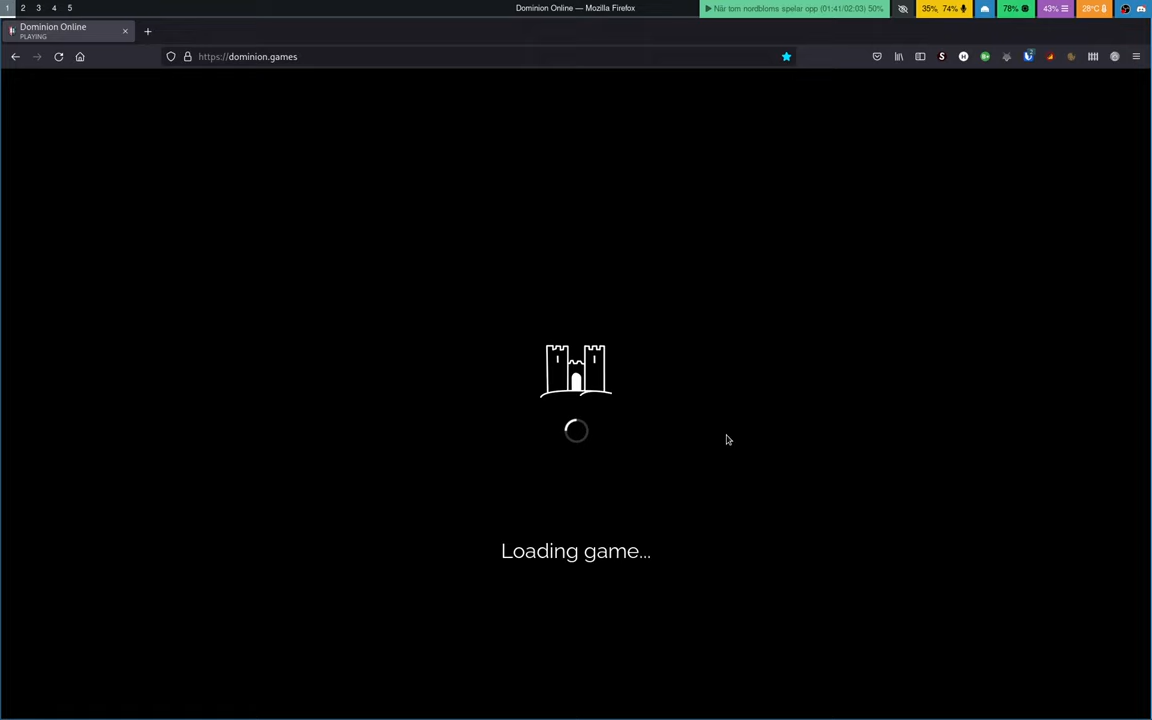 1 2 3 4 5
Dominion Online — Mozilla Firefox
När tom nordbloms spelar opp (01:41/02:03) 50%
35%, 74%
78%
43%
28°C
Dominion Online
PLAYING
https://dominion.games
Loading game...